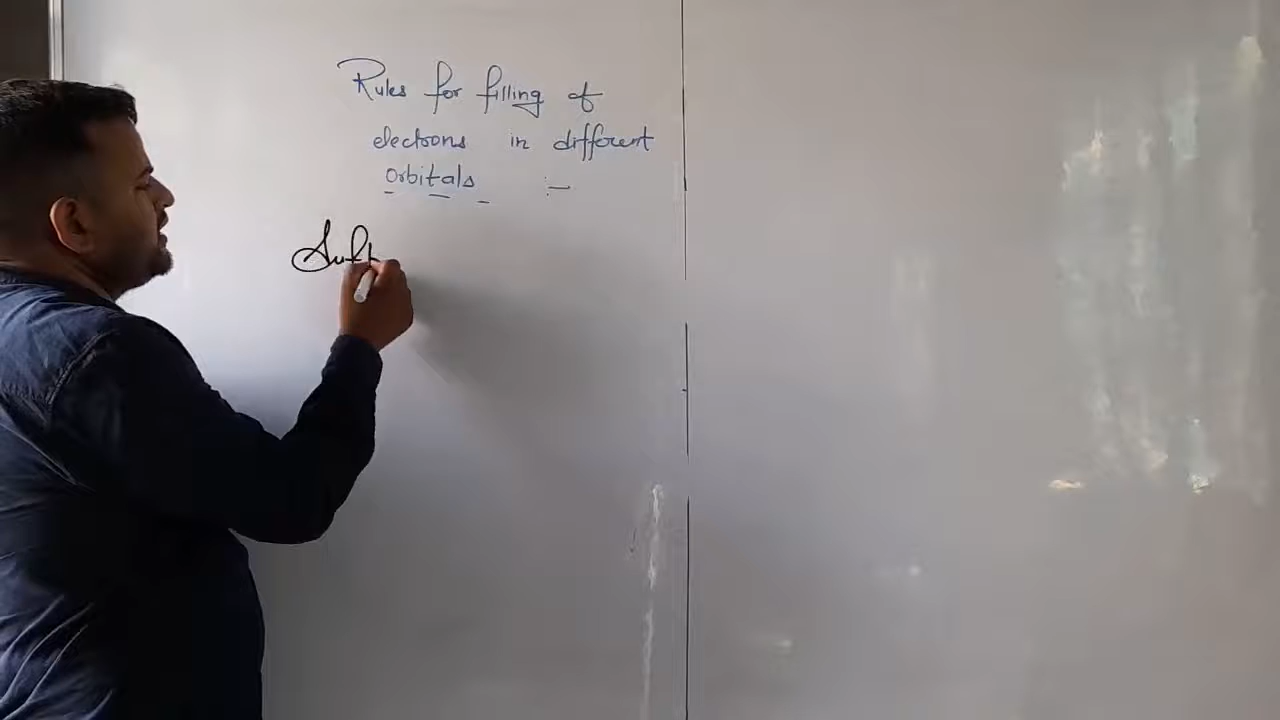 Rules for filling of
electrons in different
orbitals :-